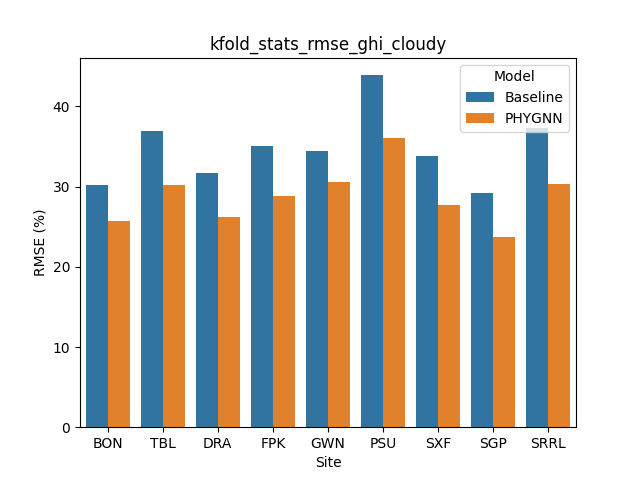 kfold_stats_rmse_ghi_cloudy
Model
Baseline
PHYGNN
RMSE (%)
40
30
20
10
0
BON TBL DRA FPK GWN PSU SXF SGP SRRL
Site